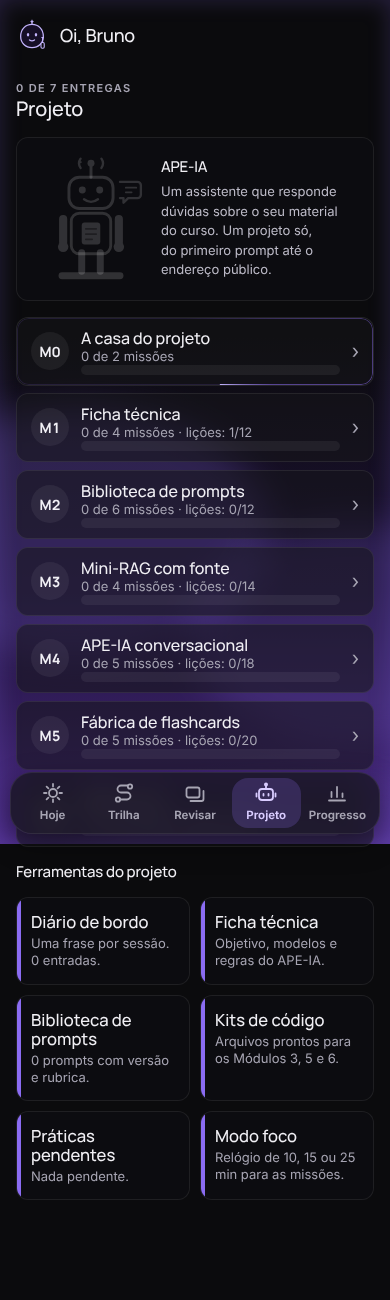 Oi, Bruno
0 DE 7 ENTREGAS
Projeto
APE-IA
Um assistente que responde
dúvidas sobre o seu material
do curso. Um projeto só,
do primeiro prompt até o
endereço público.
M0
A casa do projeto
0 de 2 missões
M1
Ficha técnica
0 de 4 missões · lições: 1/12
M2
Biblioteca de prompts
0 de 6 missões · lições: 0/12
M3
Mini-RAG com fonte
0 de 4 missões · lições: 0/14
M4
APE-IA conversacional
0 de 5 missões · lições: 0/18
M5
Fábrica de flashcards
0 de 5 missões · lições: 0/20
Hoje
Trilha
Revisar
Projeto
Progresso
Ferramentas do projeto
Diário de bordo
Uma frase por sessão.
0 entradas.
Ficha técnica
Objetivo, modelos e
regras do APE-IA.
Biblioteca de
prompts
0 prompts com versão
e rubrica.
Kits de código
Arquivos prontos para
os Módulos 3, 5 e 6.
Práticas
pendentes
Nada pendente.
Modo foco
Relógio de 10, 15 ou 25
min para as missões.